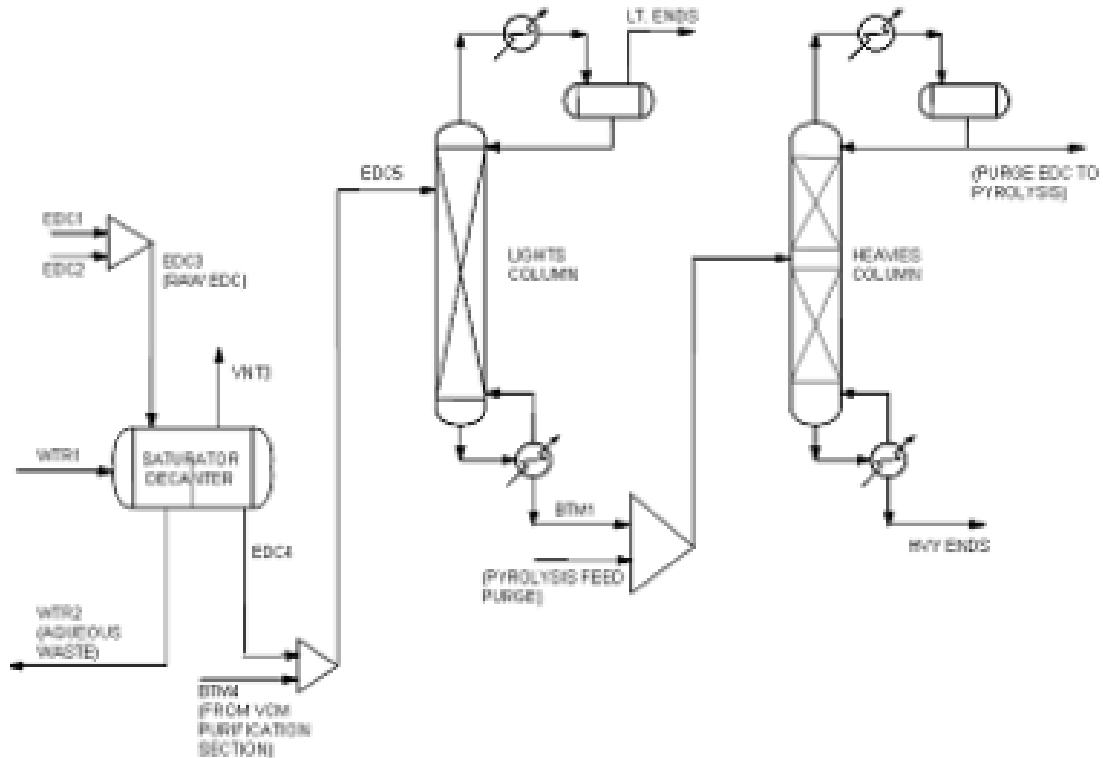 LT. ENDS
EDC5
(PURGE EDC TO
PYROLYSIS)
EDC1
EDC2
EDC3
(RAW EDC)
LIGHTS
COLUMN
HEAVIES
COLUMN
VNT3
WTR1
SATURATOR
DECANTER
BTM1
EDC4
HVY ENDS
(PYROLYSIS FEED
PURGE)
WTR2
(AQUEOUS
WASTE)
BTM4
(FROM VCM
PURIFICATION
SECTION)